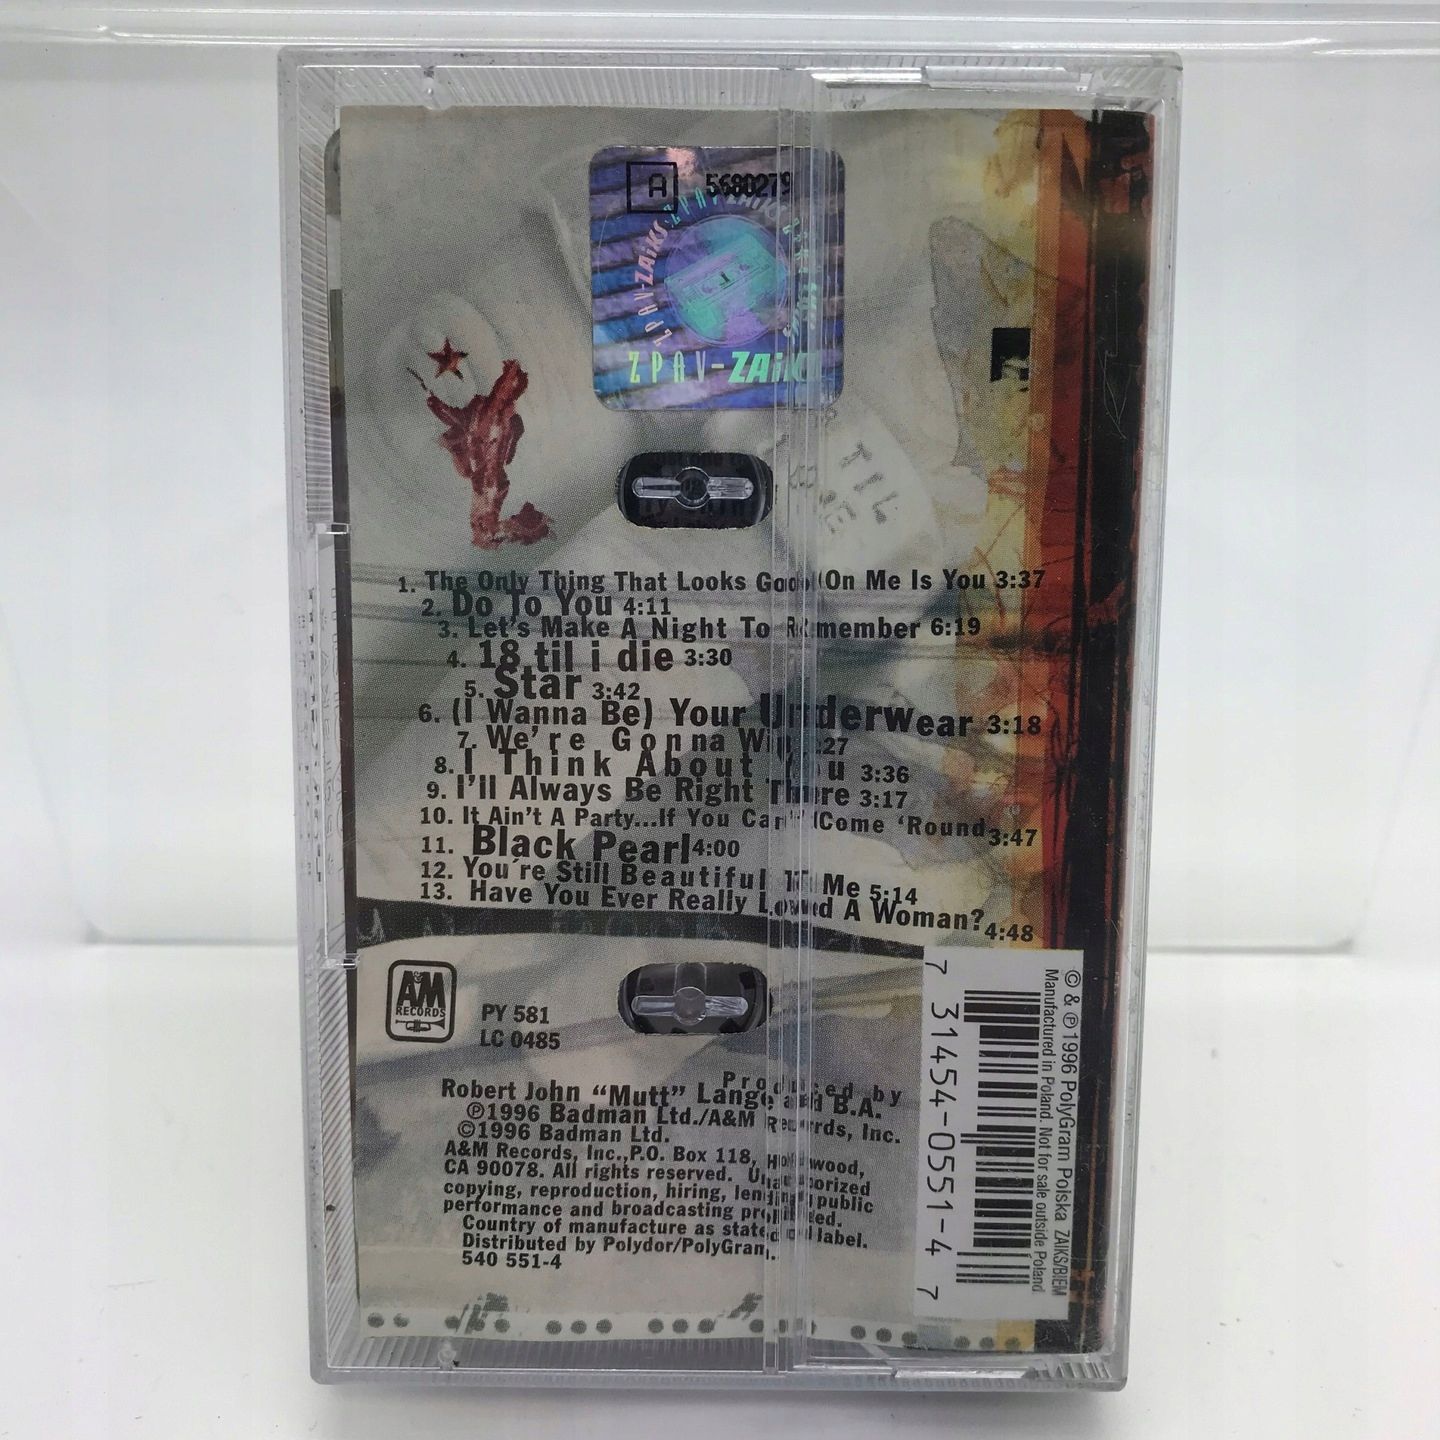 A 5680279
ZPAV-ZAiKS
ZPAV-ZAiKS
TIL
1. The Only Thing That Looks Good On Me Is You 3:37
2. Do To You 4:11
3. Let's Make A Night To Remember 6:19
4. 18 til i die 3:30
5. Star 3:42
6. (I Wanna Be) Your Underwear 3:18
7. We're Gonna Win :27
8. I Think About You 3:36
9. I'll Always Be Right There 3:17
10. It Ain't A Party...If You Can't Come 'Round 3:47
11. Black Pearl 4:00
12. You're Still Beautiful To Me 5:14
13. Have You Ever Really Loved A Woman? 4:48
A&M
RECORDS
PY 581
LC 0485
Produced by
Robert John "Mutt" Lange and B.A.
℗1996 Badman Ltd./A&M Records, Inc.
©1996 Badman Ltd.
A&M Records, Inc.,P.O. Box 118, Hollywood,
CA 90078. All rights reserved. Unauthorized
copying, reproduction, hiring, lending, public
performance and broadcasting prohibited.
Country of manufacture as stated on label.
Distributed by Polydor/PolyGram.
540 551-4
© & ℗1996 PolyGram Polska ZAIKS/BIEM
Manufactured in Poland. Not for sale outside Poland.
7 31454-0551-4 7